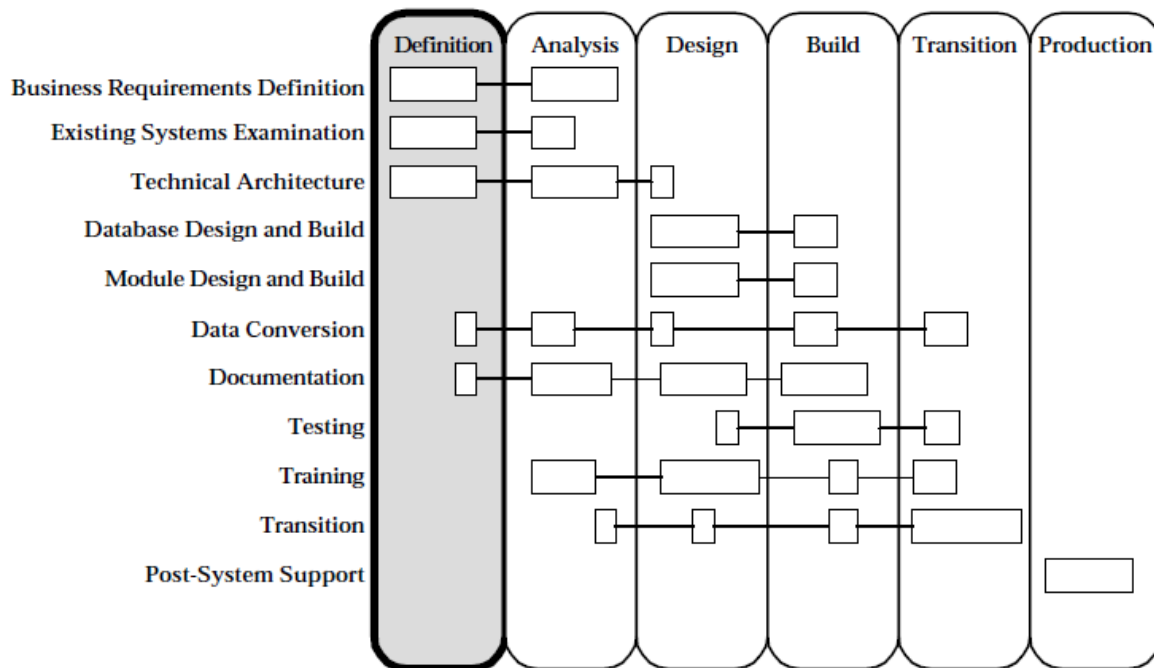 Definition Analysis Design Build Transition Production
Business Requirements Definition
Existing Systems Examination
Technical Architecture
Database Design and Build
Module Design and Build
Data Conversion
Documentation
Testing
Training
Transition
Post-System Support